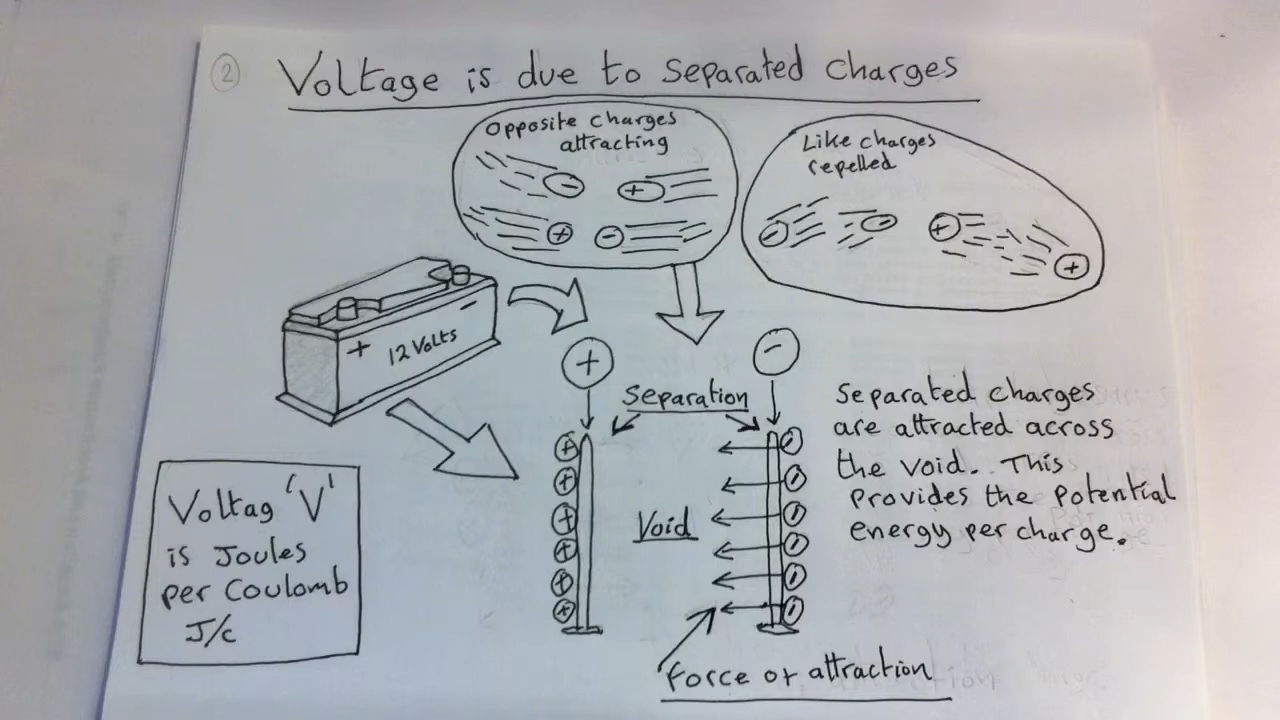 2
Voltage is due to separated charges
Opposite charges
attracting
- +
+ -
Like charges
repelled
- - + +
+ 12 Volts -
+ -
Separation
Separated charges
are attracted across
the void. This
provides the potential
energy per charge.
Void
+ -
+ -
+ -
+ -
+ -
+ -
Voltag 'V'
is Joules
per Coulomb
J/c
force of attraction